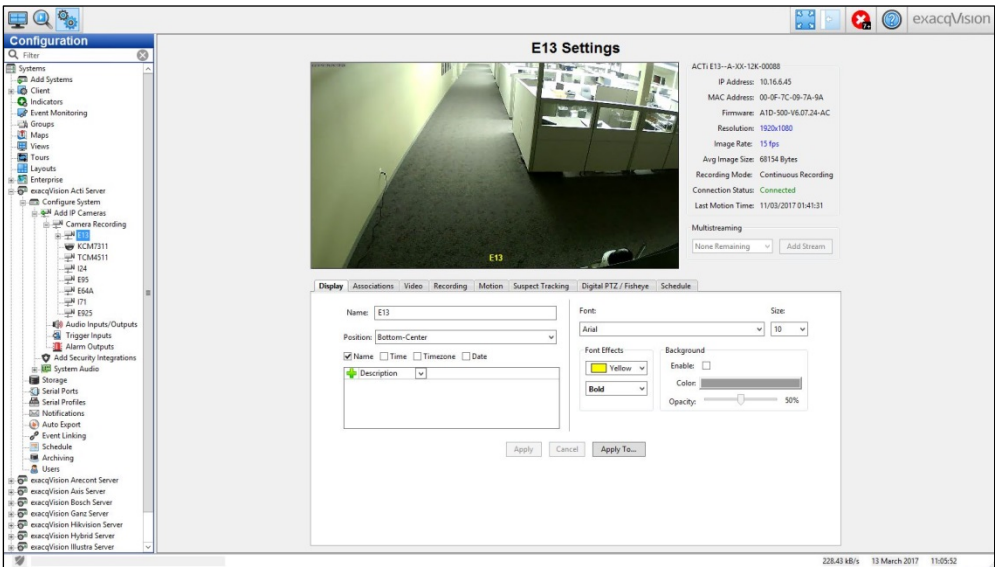 exacqVision
Configuration
Filter
Systems
Add Systems
Client
Indicators
Event Monitoring
Groups
Maps
Views
Tours
Layouts
Enterprise
exacqVision Acti Server
Configure System
Add IP Cameras
Camera Recording
E13
KCM7311
TCM4511
I24
E95
E64A
I71
E925
Audio Inputs/Outputs
Trigger Inputs
Alarm Outputs
Add Security Integrations
System Audio
Storage
Serial Ports
Serial Profiles
Notifications
Auto Export
Event Linking
Schedule
Archiving
Users
exacqVision Arecont Server
exacqVision Axis Server
exacqVision Bosch Server
exacqVision Ganz Server
exacqVision Hikvision Server
exacqVision Hybrid Server
exacqVision Illustra Server
E13 Settings
E13
ACTi E13--A-XX-12K-00088
IP Address: 10.16.6.45
MAC Address: 00-0F-7C-09-7A-9A
Firmware: A1D-500-V6.07.24-AC
Resolution: 1920x1080
Image Rate: 15 fps
Avg Image Size: 68154 Bytes
Recording Mode: Continuous Recording
Connection Status: Connected
Last Motion Time: 11/03/2017 01:41:31
Multistreaming
None Remaining Add Stream
Display Associations Video Recording Motion Suspect Tracking Digital PTZ / Fisheye Schedule
Name: E13
Position: Bottom-Center
Name Time Timezone Date
Description
Font: Size:
Arial 10
Font Effects
Yellow
Bold
Background
Enable:
Color:
Opacity: 50%
Apply Cancel Apply To...
228.43 kB/s 13 March 2017 11:05:52